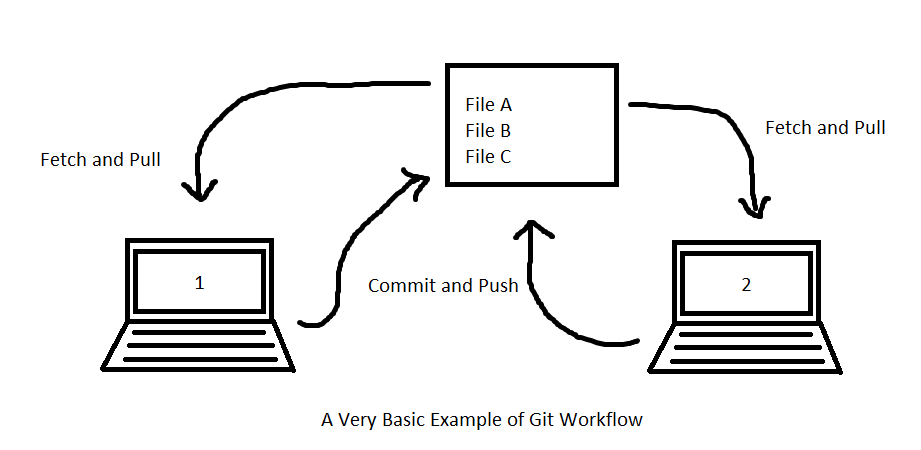 File A
File B
File C
Fetch and Pull
Fetch and Pull
1
Commit and Push
2
A Very Basic Example of Git Workflow